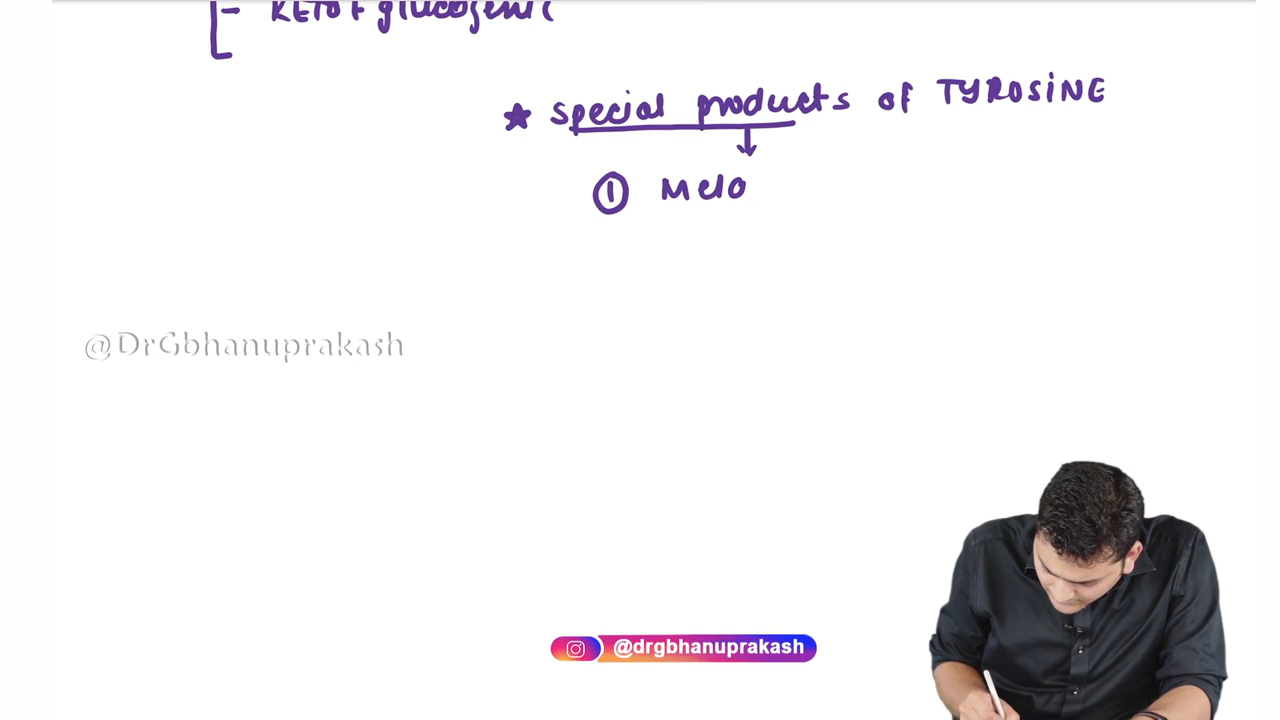 - KETO & glucogenic
★ special products of TYROSINE
↓
① Melo
@DrGbhanuprakash
@drgbhanuprakash